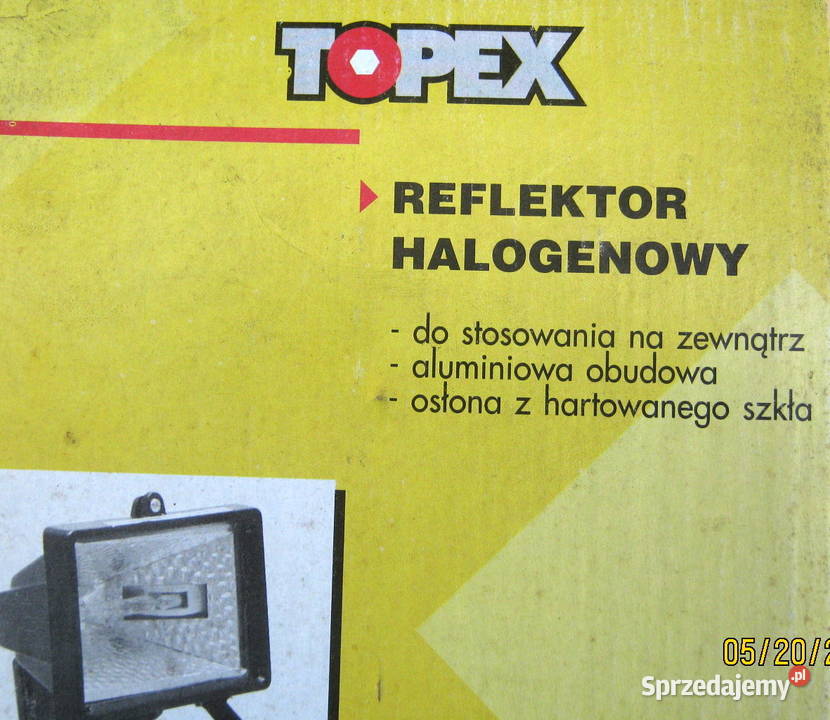 TOPEX
REFLEKTOR
HALOGENOWY
- do stosowania na zewnątrz
- aluminiowa obudowa
- osłona z hartowanego szkła
05/20/2
Sprzedajemy.pl